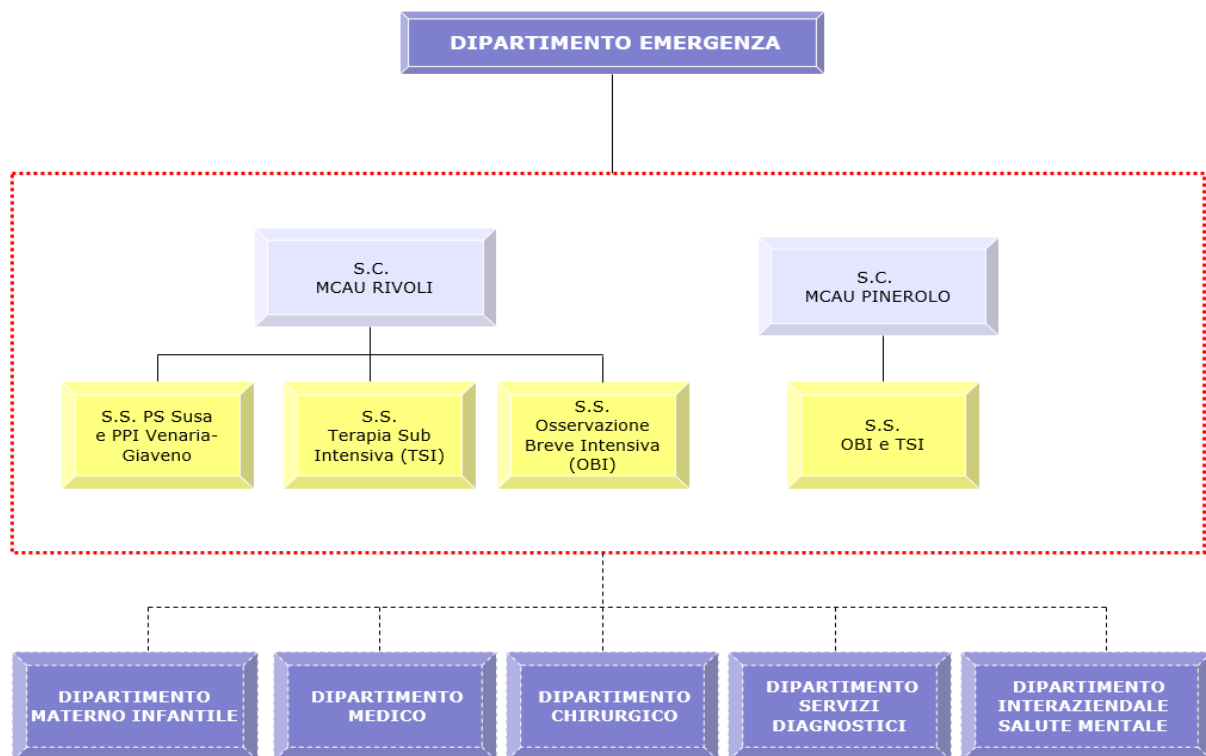 DIPARTIMENTO EMERGENZA
S.C.
MCAU RIVOLI
S.C.
MCAU PINEROLO
S.S. PS Susa
e PPI Venaria-
Giaveno
S.S.
Terapia Sub
Intensiva (TSI)
S.S.
Osservazione
Breve Intensiva
(OBI)
S.S.
OBI e TSI
DIPARTIMENTO
MATERNO INFANTILE
DIPARTIMENTO
MEDICO
DIPARTIMENTO
CHIRURGICO
DIPARTIMENTO
SERVIZI
DIAGNOSTICI
DIPARTIMENTO
INTERAZIENDALE
SALUTE MENTALE